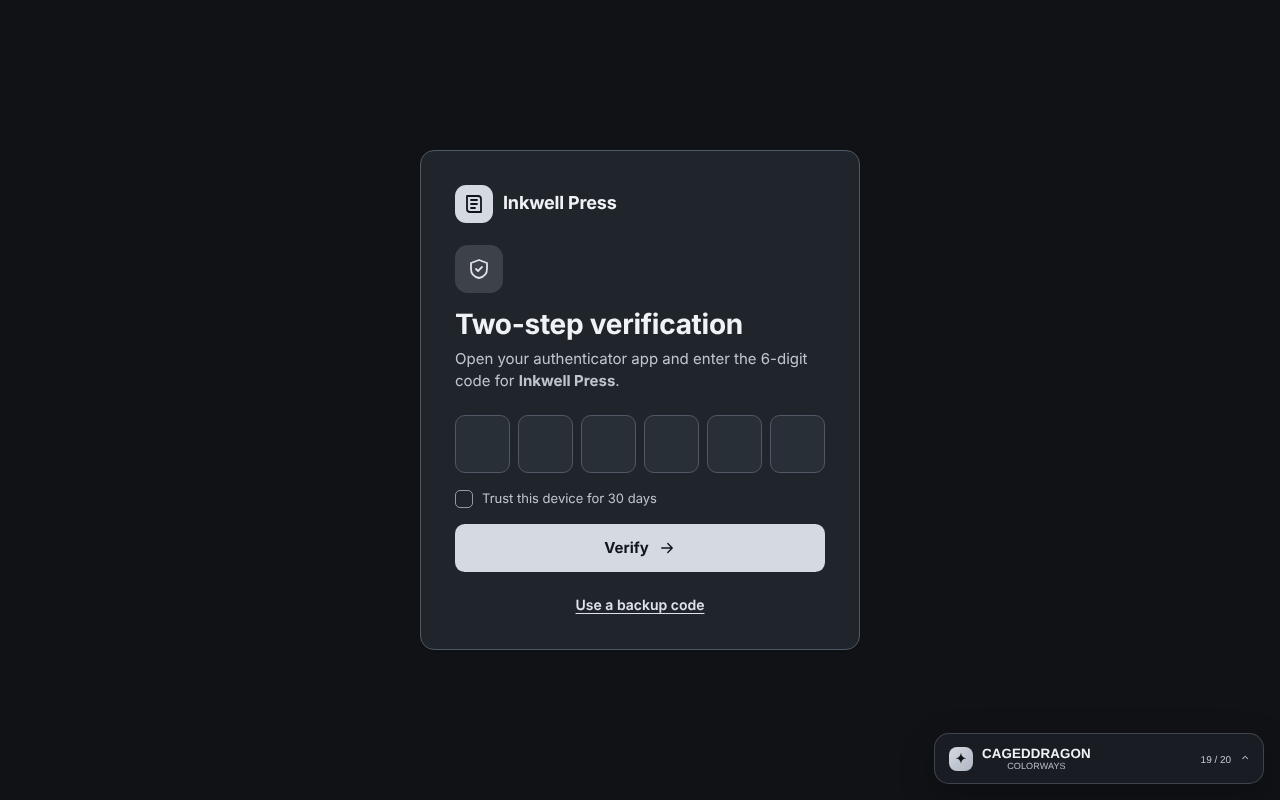 Inkwell Press
Two-step verification
Open your authenticator app and enter the 6-digit
code for Inkwell Press.
Trust this device for 30 days
Verify →
Use a backup code
CAGEDDRAGON
COLORWAYS
19 / 20